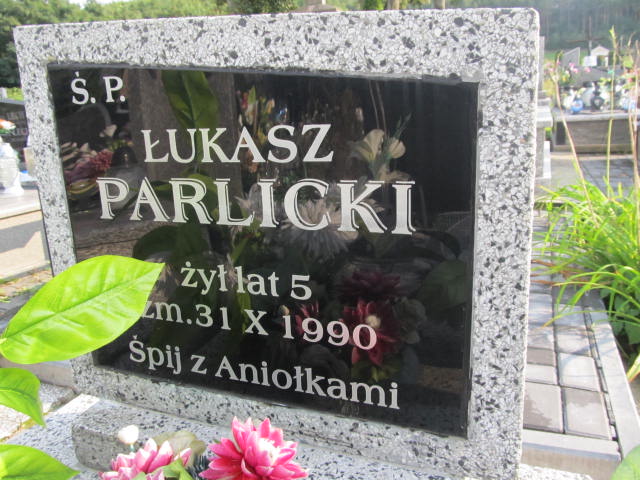 Ś. P.
ŁUKASZ
PARLICKI
żył lat 5
zm. 31 X 1990
Śpij z Aniołkami